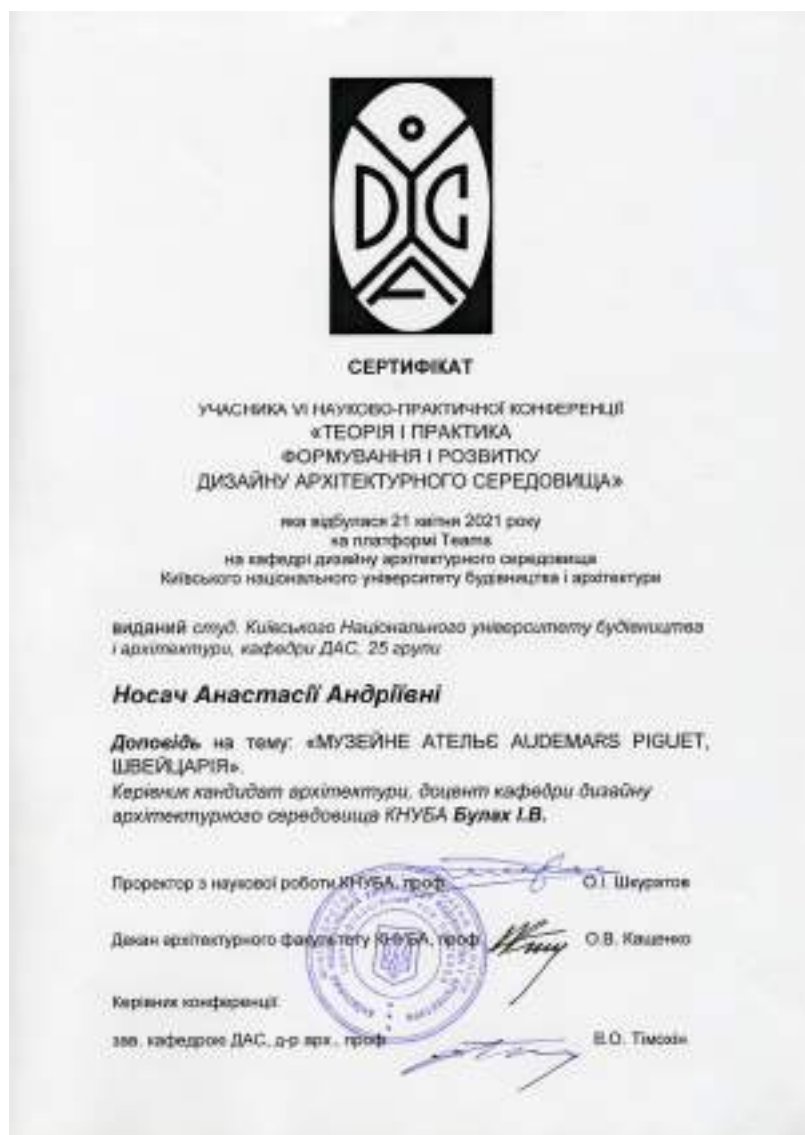 ДСА
СЕРТИФІКАТ
УЧАСНИКА VI НАУКОВО-ПРАКТИЧНОЇ КОНФЕРЕНЦІЇ
«ТЕОРІЯ І ПРАКТИКА
ФОРМУВАННЯ І РОЗВИТКУ
ДИЗАЙНУ АРХІТЕКТУРНОГО СЕРЕДОВИЩА»
яка відбулася 21 квітня 2021 року
на платформі Teams
на кафедрі дизайну архітектурного середовища
Київського національного університету будівництва і архітектури
виданий студ. Київського Національного університету будівництва
і архітектури, кафедри ДАС, 25 групи
Носач Анастасії Андріївні
Доповідь на тему: «МУЗЕЙНЕ АТЕЛЬЄ AUDEMARS PIGUET,
ШВЕЙЦАРІЯ».
Керівник кандидат архітектури, доцент кафедри дизайну
архітектурного середовища КНУБА Булах І.В.
Проректор з наукової роботи КНУБА, проф. О.І. Шкуратов
Декан архітектурного факультету КНУБА, проф. О.В. Кащенко
Керівник конференції
зав. кафедрою ДАС, д-р арх., проф. В.О. Тімохін